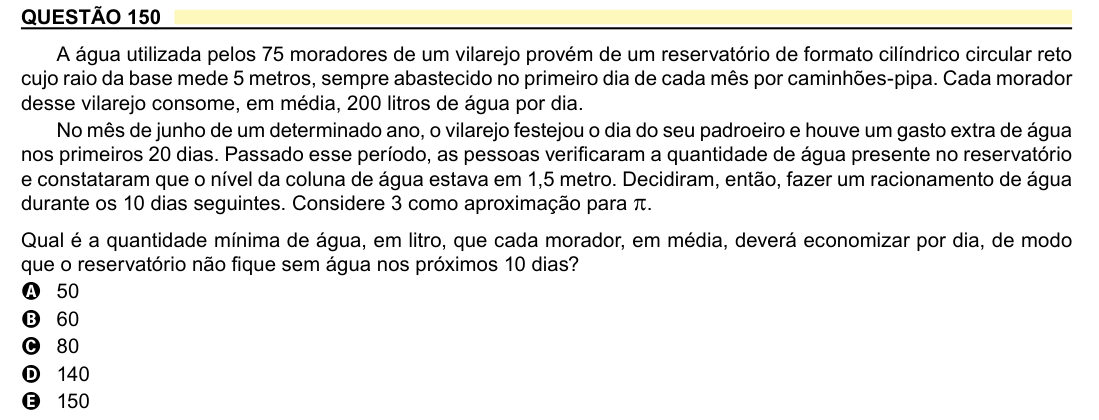 QUESTÃO 150
A água utilizada pelos 75 moradores de um vilarejo provém de um reservatório de formato cilíndrico circular reto
cujo raio da base mede 5 metros, sempre abastecido no primeiro dia de cada mês por caminhões-pipa. Cada morador
desse vilarejo consome, em média, 200 litros de água por dia.
No mês de junho de um determinado ano, o vilarejo festejou o dia do seu padroeiro e houve um gasto extra de água
nos primeiros 20 dias. Passado esse período, as pessoas verificaram a quantidade de água presente no reservatório
e constataram que o nível da coluna de água estava em 1,5 metro. Decidiram, então, fazer um racionamento de água
durante os 10 dias seguintes. Considere 3 como aproximação para π.
Qual é a quantidade mínima de água, em litro, que cada morador, em média, deverá economizar por dia, de modo
que o reservatório não fique sem água nos próximos 10 dias?
A 50
B 60
C 80
D 140
E 150